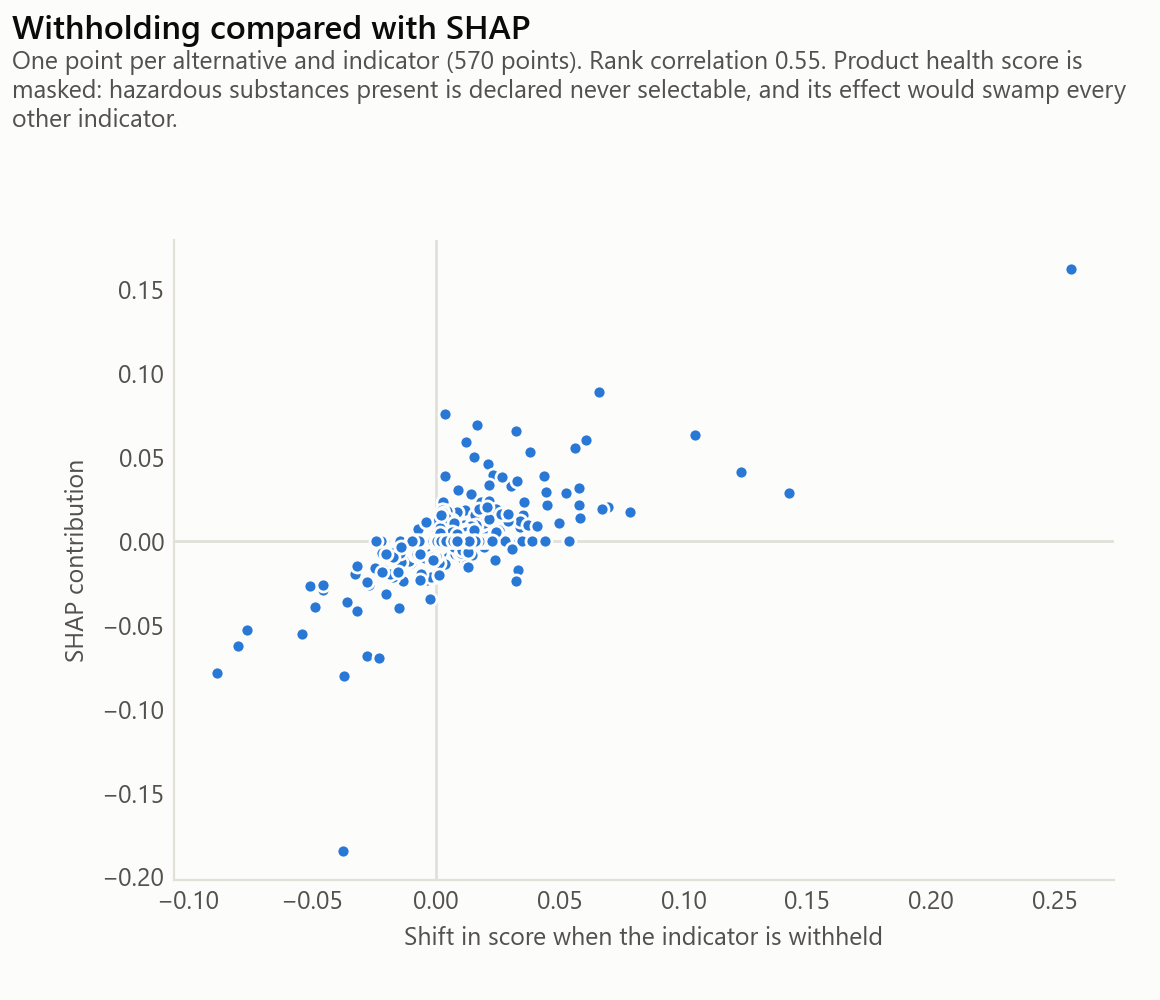 Withholding compared with SHAP
One point per alternative and indicator (570 points). Rank correlation 0.55. Product health score is
masked: hazardous substances present is declared never selectable, and its effect would swamp every
other indicator.
0.15
0.10
0.05
0.00
−0.05
−0.10
−0.15
−0.20
SHAP contribution
−0.10
−0.05
0.00
0.05
0.10
0.15
0.20
0.25
Shift in score when the indicator is withheld